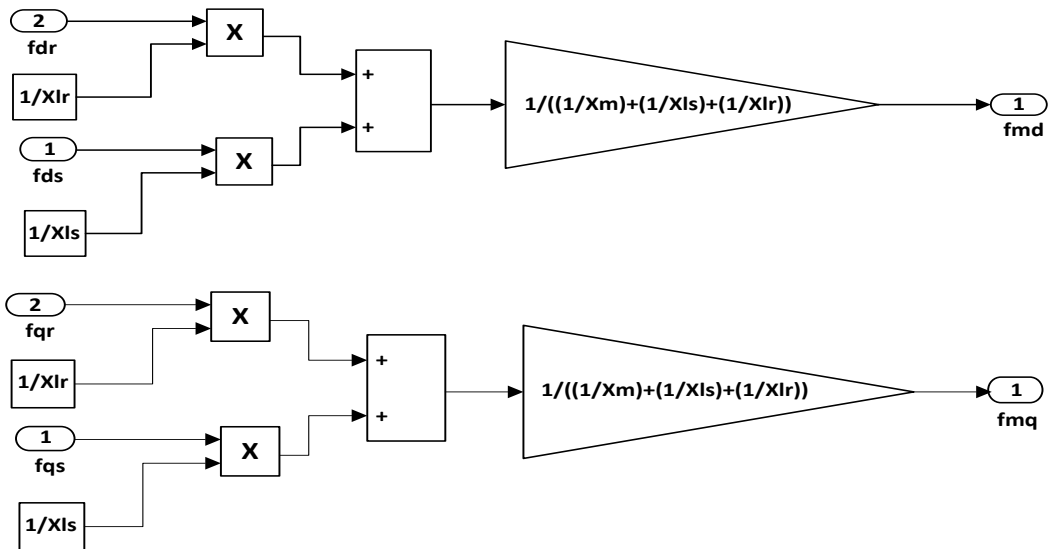 2
fdr
X
1/Xlr
+
1/((1/Xm)+(1/Xls)+(1/Xlr))
1
fmd
1
fds
X
+
1/Xls
2
fqr
X
1/Xlr
+
1/((1/Xm)+(1/Xls)+(1/Xlr))
1
fmq
1
fqs
X
+
1/Xls